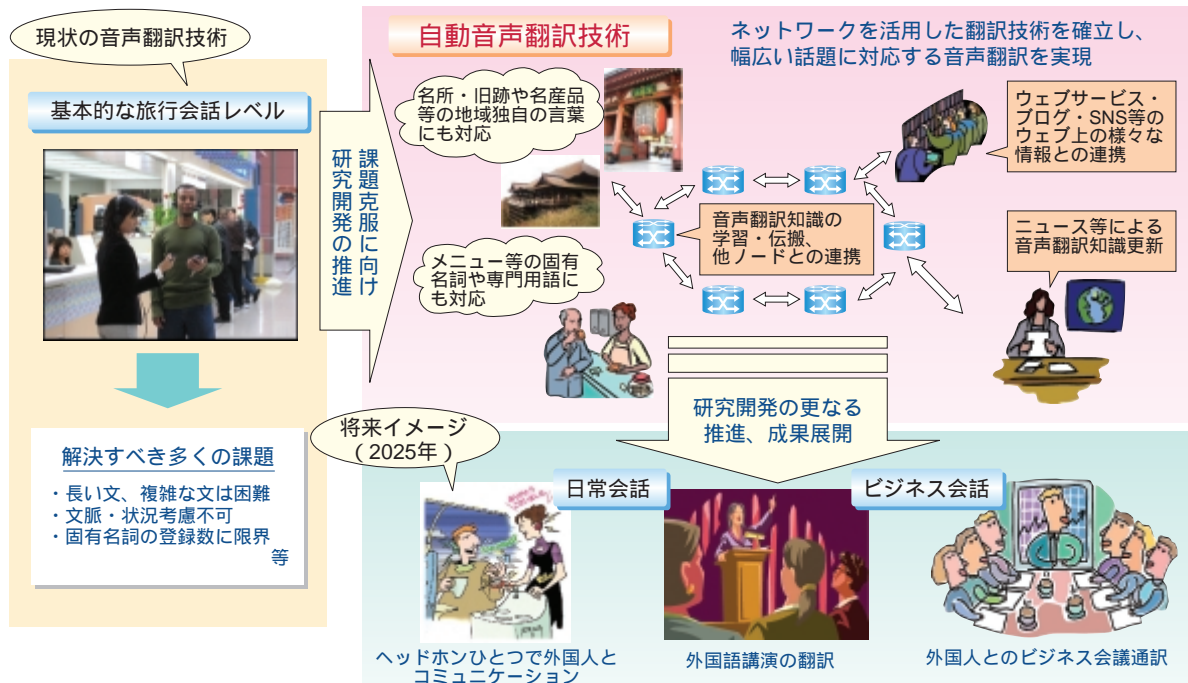 現状の音声翻訳技術
基本的な旅行会話レベル
解決すべき多くの課題
・長い文、複雑な文は困難
・文脈・状況考慮不可
・固有名詞の登録数に限界
等
課題克服に向け
研究開発の推進
自動音声翻訳技術
ネットワークを活用した翻訳技術を確立し、
幅広い話題に対応する音声翻訳を実現
名所・旧跡や名産品
等の地域独自の言葉
にも対応
メニュー等の固有
名詞や専門用語に
も対応
音声翻訳知識の
学習・伝搬、
他ノードとの連携
ウェブサービス・
ブログ・SNS等の
ウェブ上の様々な
情報との連携
ニュース等による
音声翻訳知識更新
研究開発の更なる
推進、成果展開
将来イメージ
（2025年）
日常会話
ビジネス会話
ヘッドホンひとつで外国人と
コミュニケーション
外国語講演の翻訳
外国人とのビジネス会議通訳